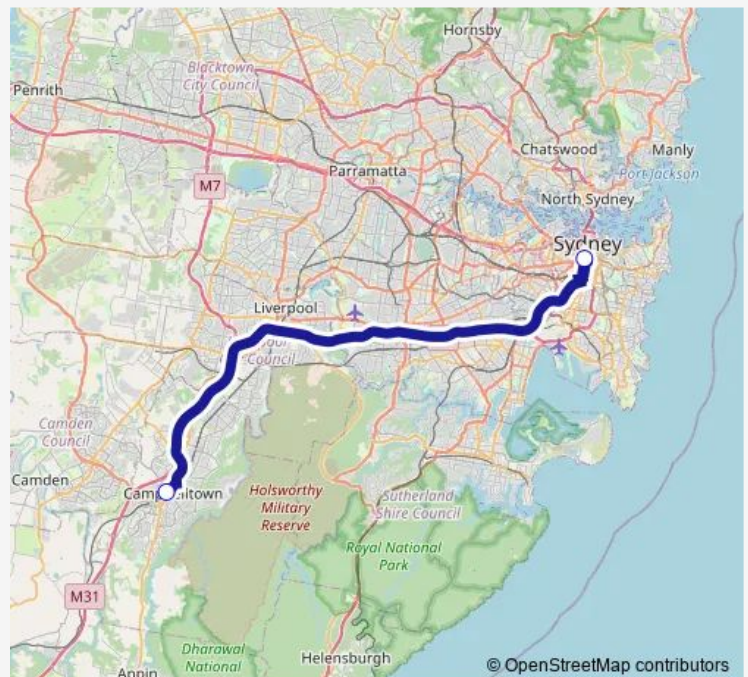 Hornsby
Blacktown
City Council
Penrith
Chatswood
Manly
Parramatta
Port Jackson
M7
North Sydney
Sydney
Liverpool
Council
Camden
Council
Camden
Holsworthy
Military
Reserve
Sutherland
Shire Council
Royal National
Park
M31
Dharawal
National
Helensburgh
Appin
© OpenStreetMap contributors